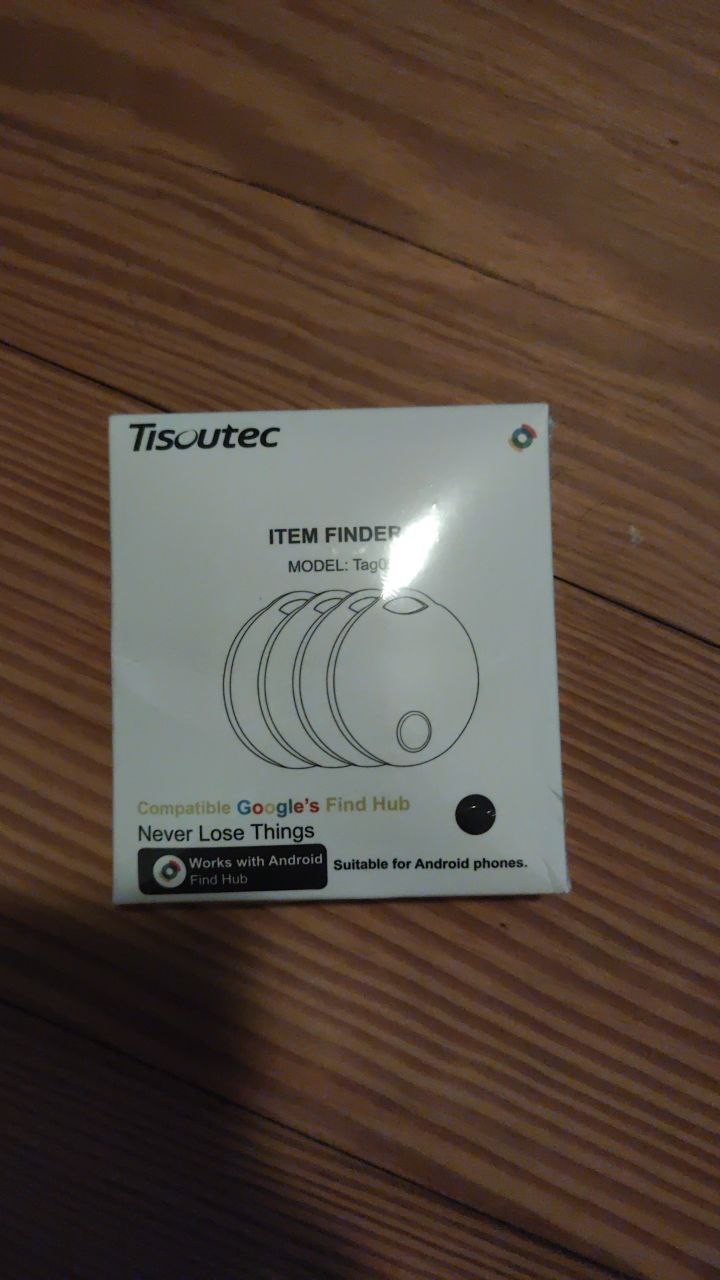 Tisoutec
ITEM FINDER
MODEL:
Compatible Google's Find Hub
Never Lose Things
Works with Android
Find Hub
Suitable for Android phones.